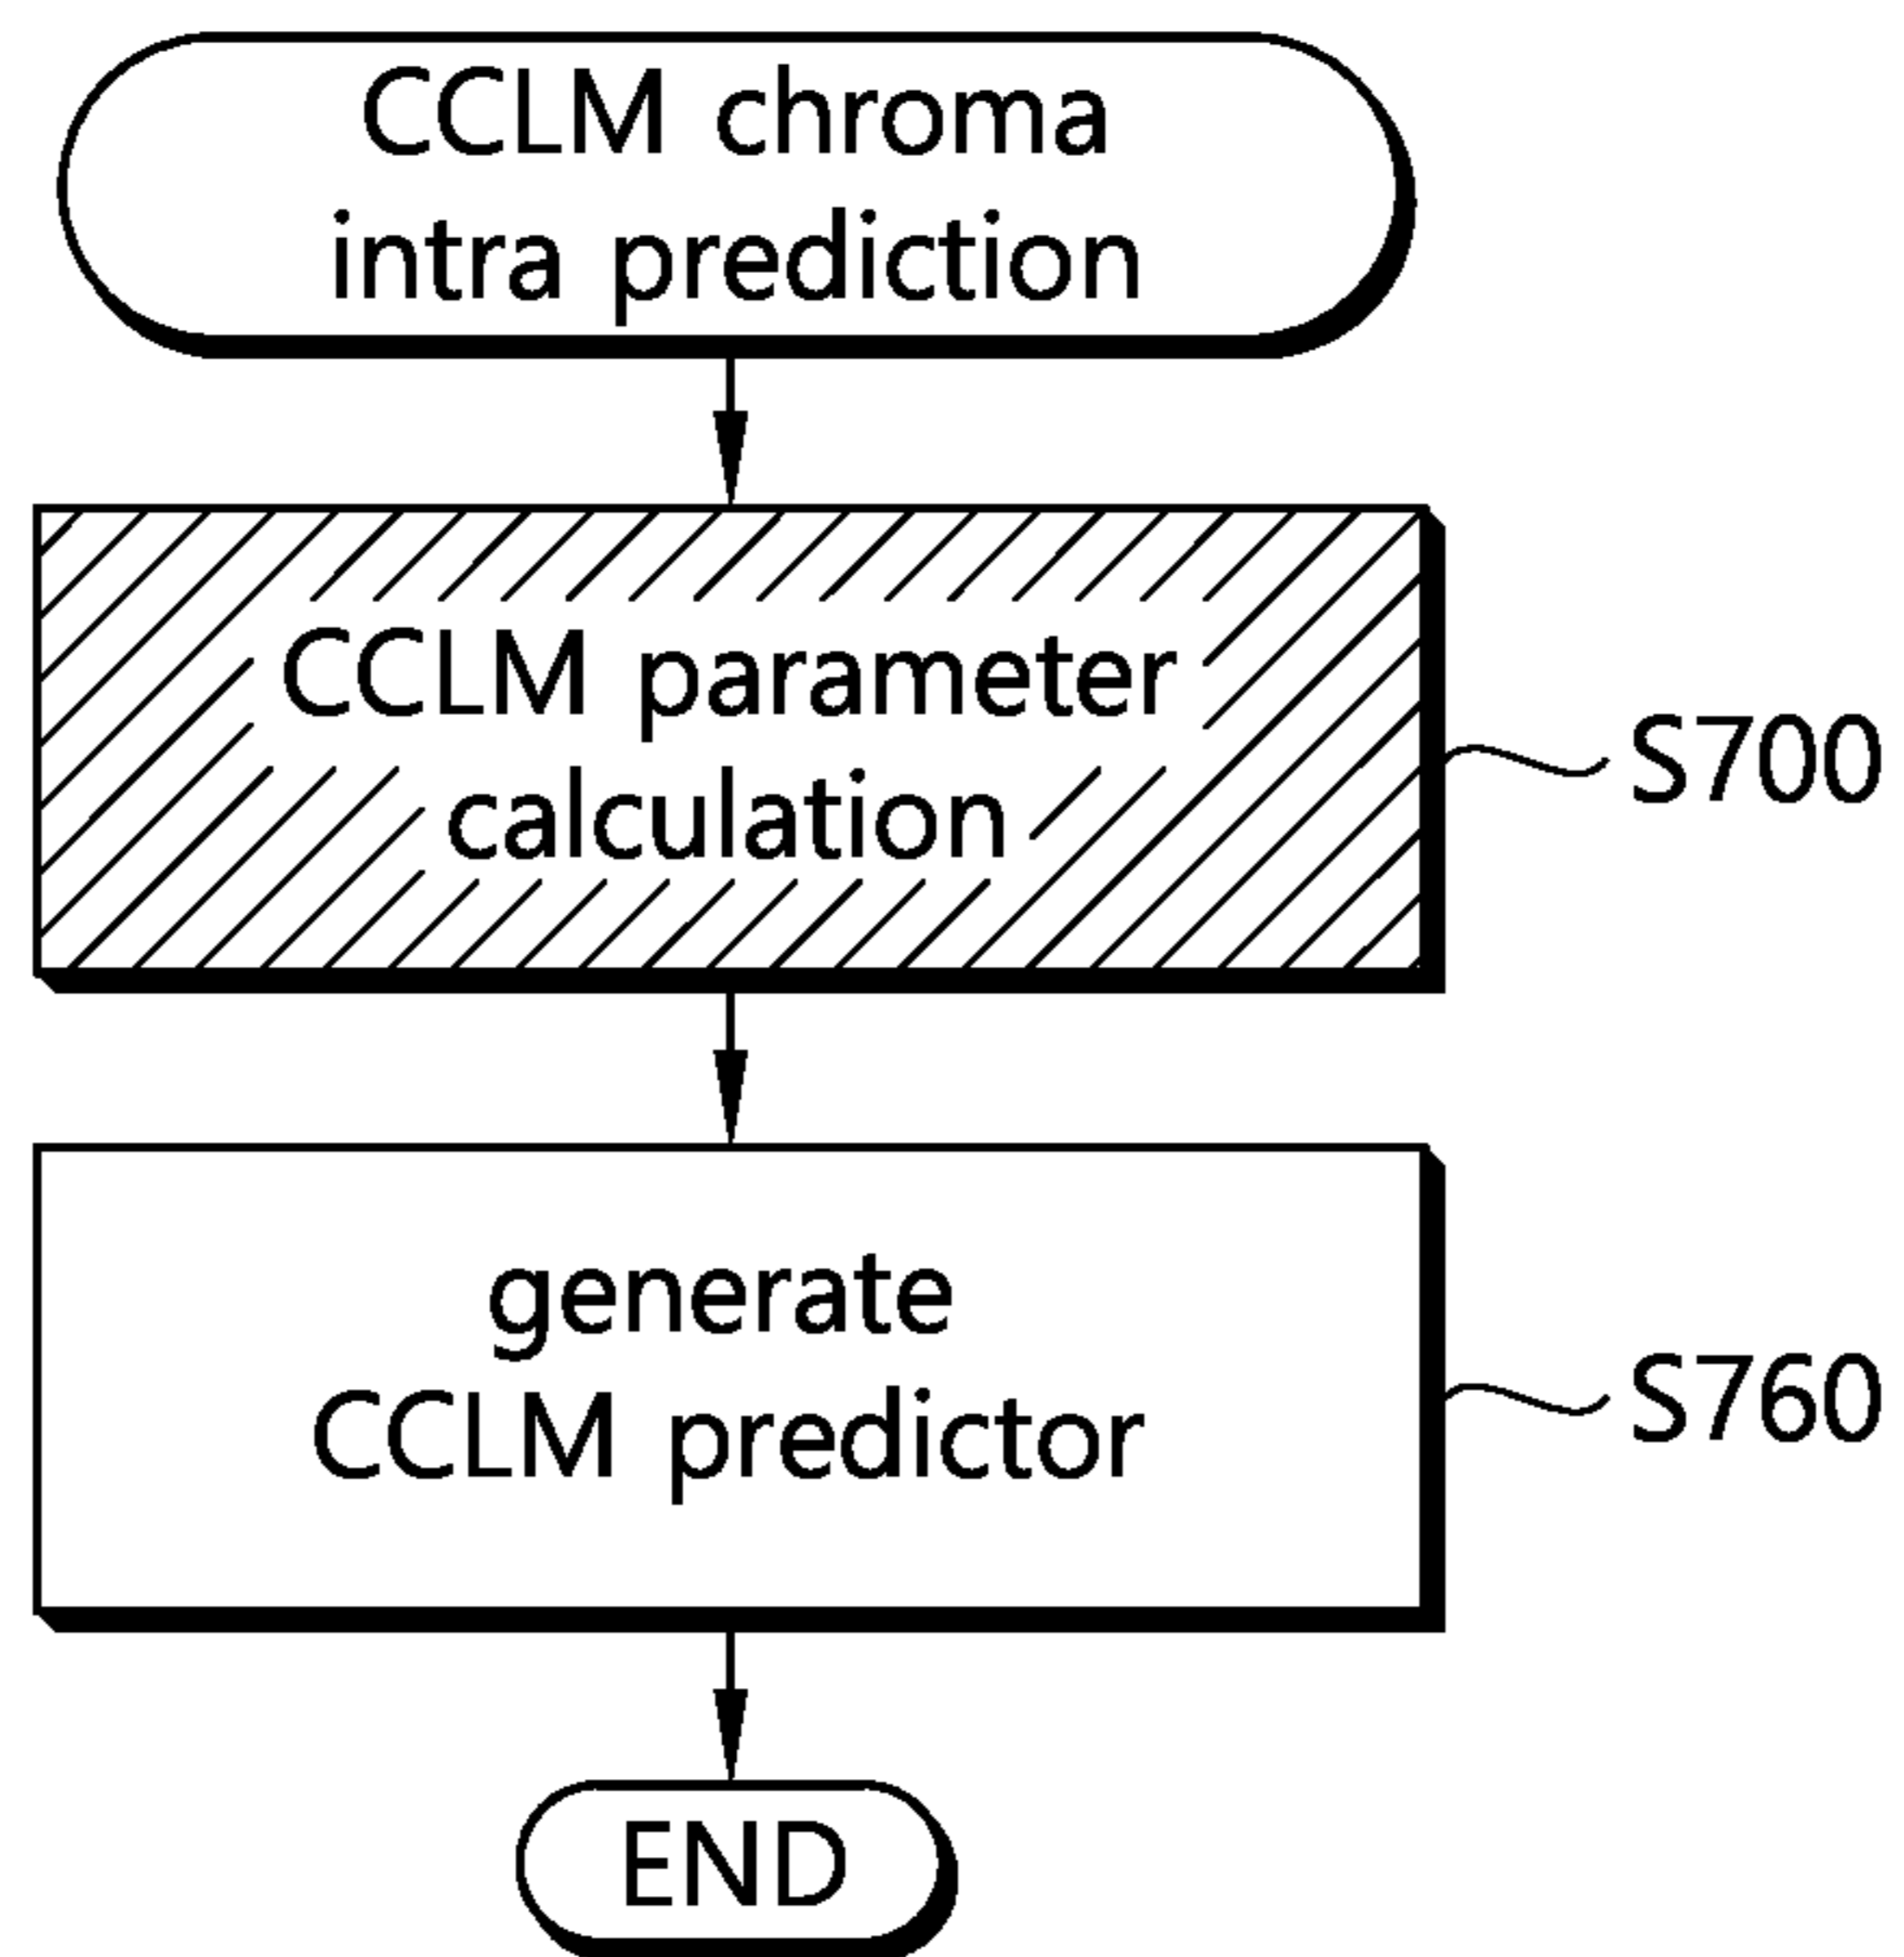 CCLM chroma
intra prediction
CCLM parameter
calculation
S700
generate
CCLM predictor
S760
END